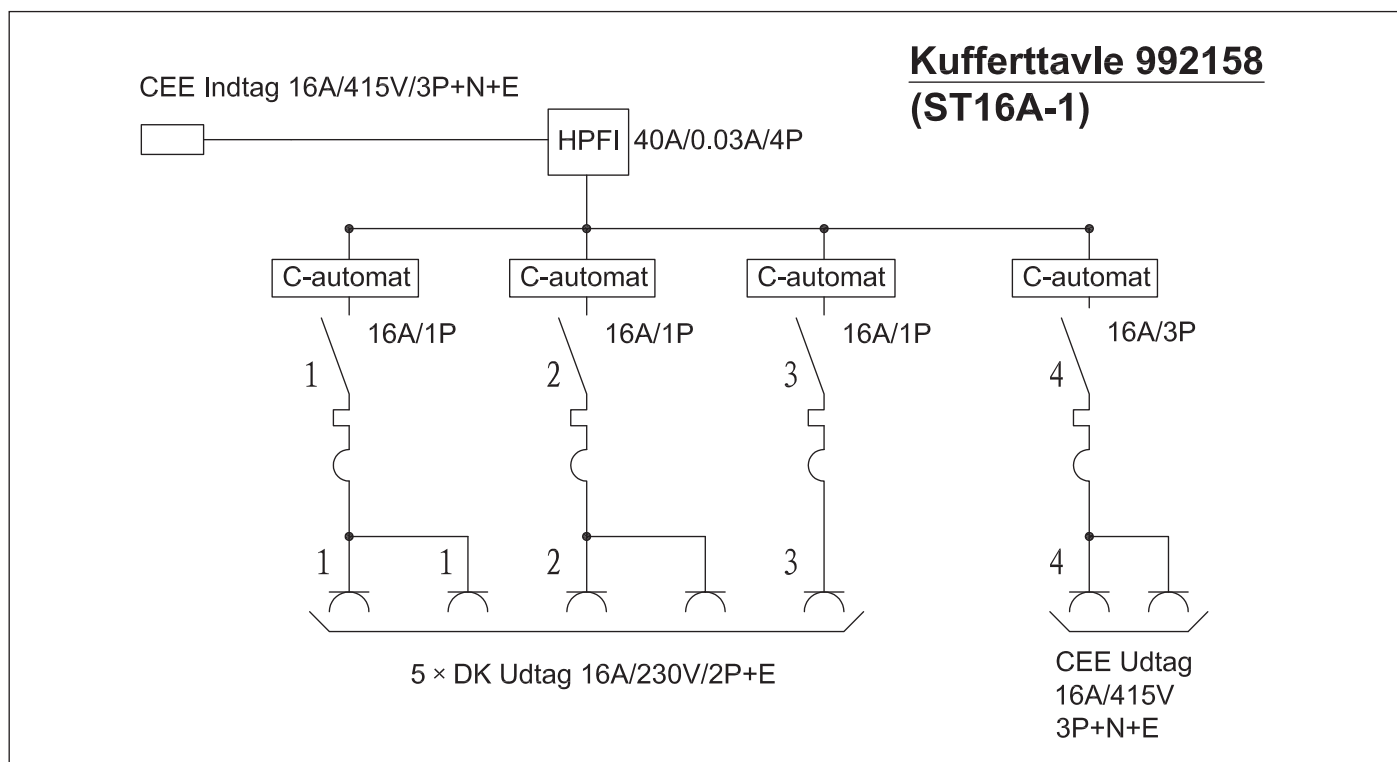 Kufferttavle 992158
(ST16A-1)
CEE Indtag 16A/415V/3P+N+E
HPFI 40A/0.03A/4P
C-automat C-automat C-automat C-automat
16A/1P 16A/1P 16A/1P 16A/3P
1 2 3 4
1 1 2 3 4
5 × DK Udtag 16A/230V/2P+E
CEE Udtag
16A/415V
3P+N+E